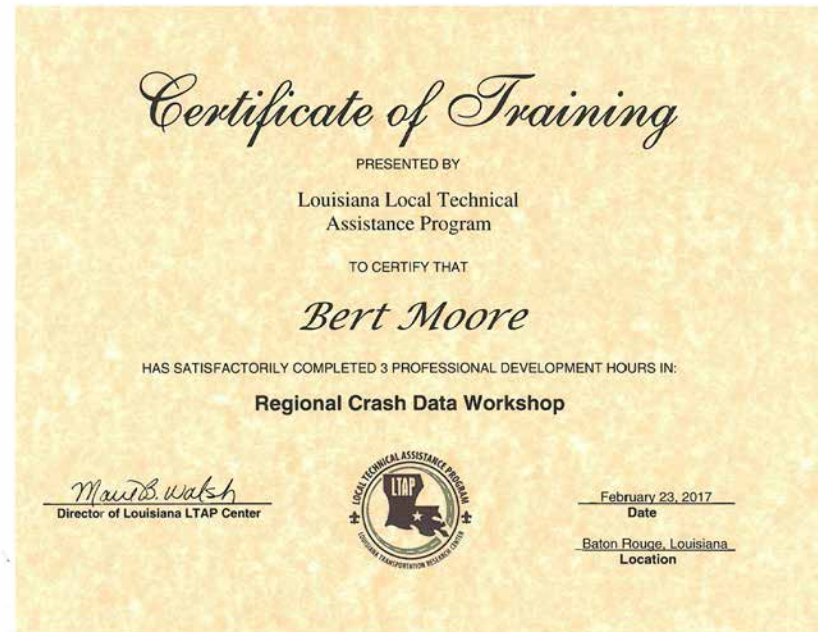 Certificate of Training
PRESENTED BY
Louisiana Local Technical
Assistance Program
TO CERTIFY THAT
Bert Moore
HAS SATISFACTORILY COMPLETED 3 PROFESSIONAL DEVELOPMENT HOURS IN:
Regional Crash Data Workshop
Director of Louisiana LTAP Center
LOCAL TECHNICAL ASSISTANCE PROGRAM
LTAP
LOUISIANA TRANSPORTATION RESEARCH CENTER
February 23, 2017
Date
Baton Rouge, Louisiana
Location